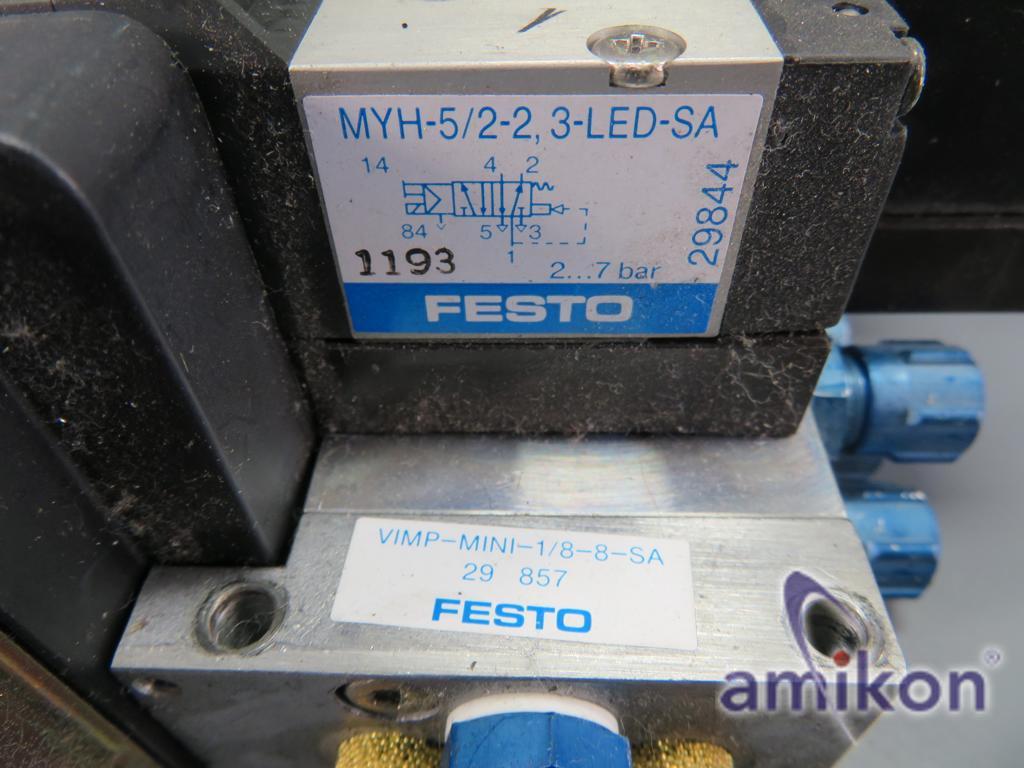 MYH-5/2-2,3-LED-SA
14 4 2
84 5 3
1
1193
2...7 bar
29844
FESTO
VIMP-MINI-1/8-8-SA
29 857
FESTO
amikon®